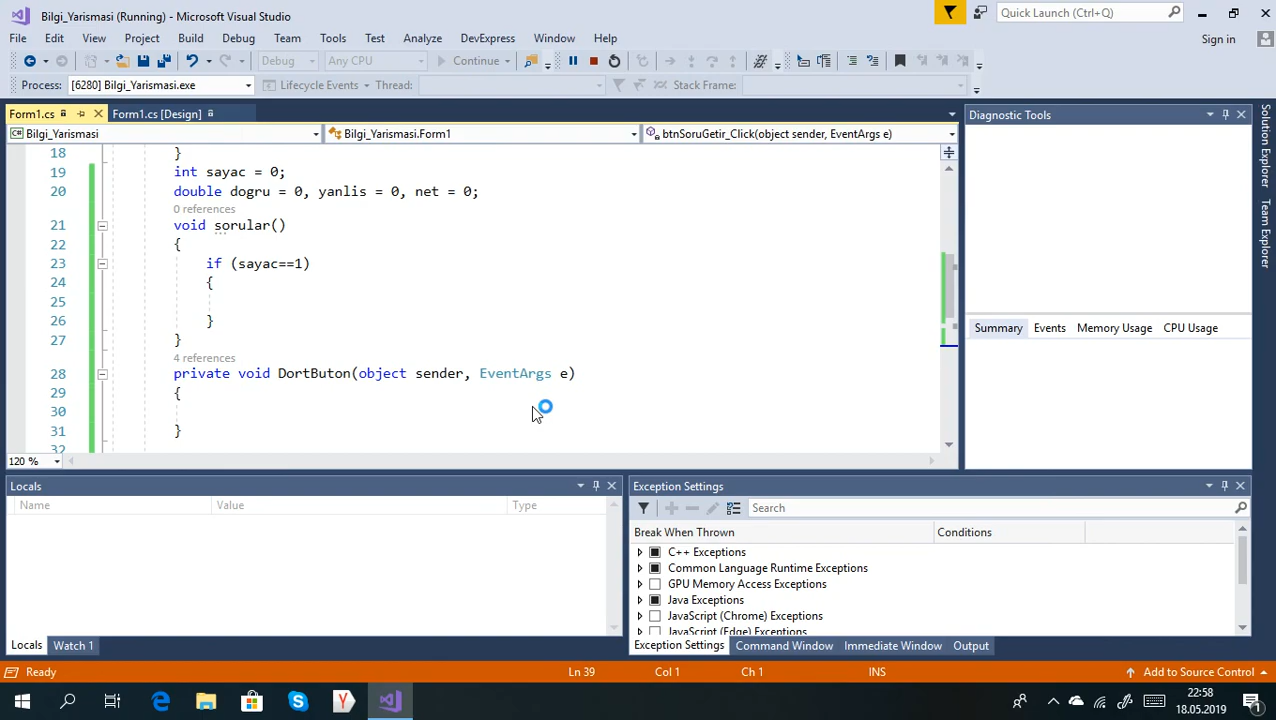 Bilgi_Yarismasi (Running) - Microsoft Visual Studio
Quick Launch (Ctrl+Q)
File Edit View Project Build Debug Team Tools Test Analyze DevExpress Window Help
Sign in
Debug Any CPU Continue
Process: [6280] Bilgi_Yarismasi.exe Lifecycle Events Thread: Stack Frame:
Form1.cs Form1.cs [Design]
Diagnostic Tools
Bilgi_Yarismasi Bilgi_Yarismasi.Form1 btnSoruGetir_Click(object sender, EventArgs e)
18 }
19 int sayac = 0;
20 double dogru = 0, yanlis = 0, net = 0;
0 references
21 void sorular()
22 {
23 if (sayac==1)
24 {
25
26 }
27 }
4 references
28 private void DortButon(object sender, EventArgs e)
29 {
30
31 }
32
120 %
Summary Events Memory Usage CPU Usage
Solution Explorer
Team Explorer
Locals
Name Value Type
Locals Watch 1
Exception Settings
Search
Break When Thrown Conditions
C++ Exceptions
Common Language Runtime Exceptions
GPU Memory Access Exceptions
Java Exceptions
JavaScript (Chrome) Exceptions
JavaScript (Edge) Exceptions
Exception Settings Command Window Immediate Window Output
Ready Ln 39 Col 1 Ch 1 INS Add to Source Control
22:58
18.05.2019
1